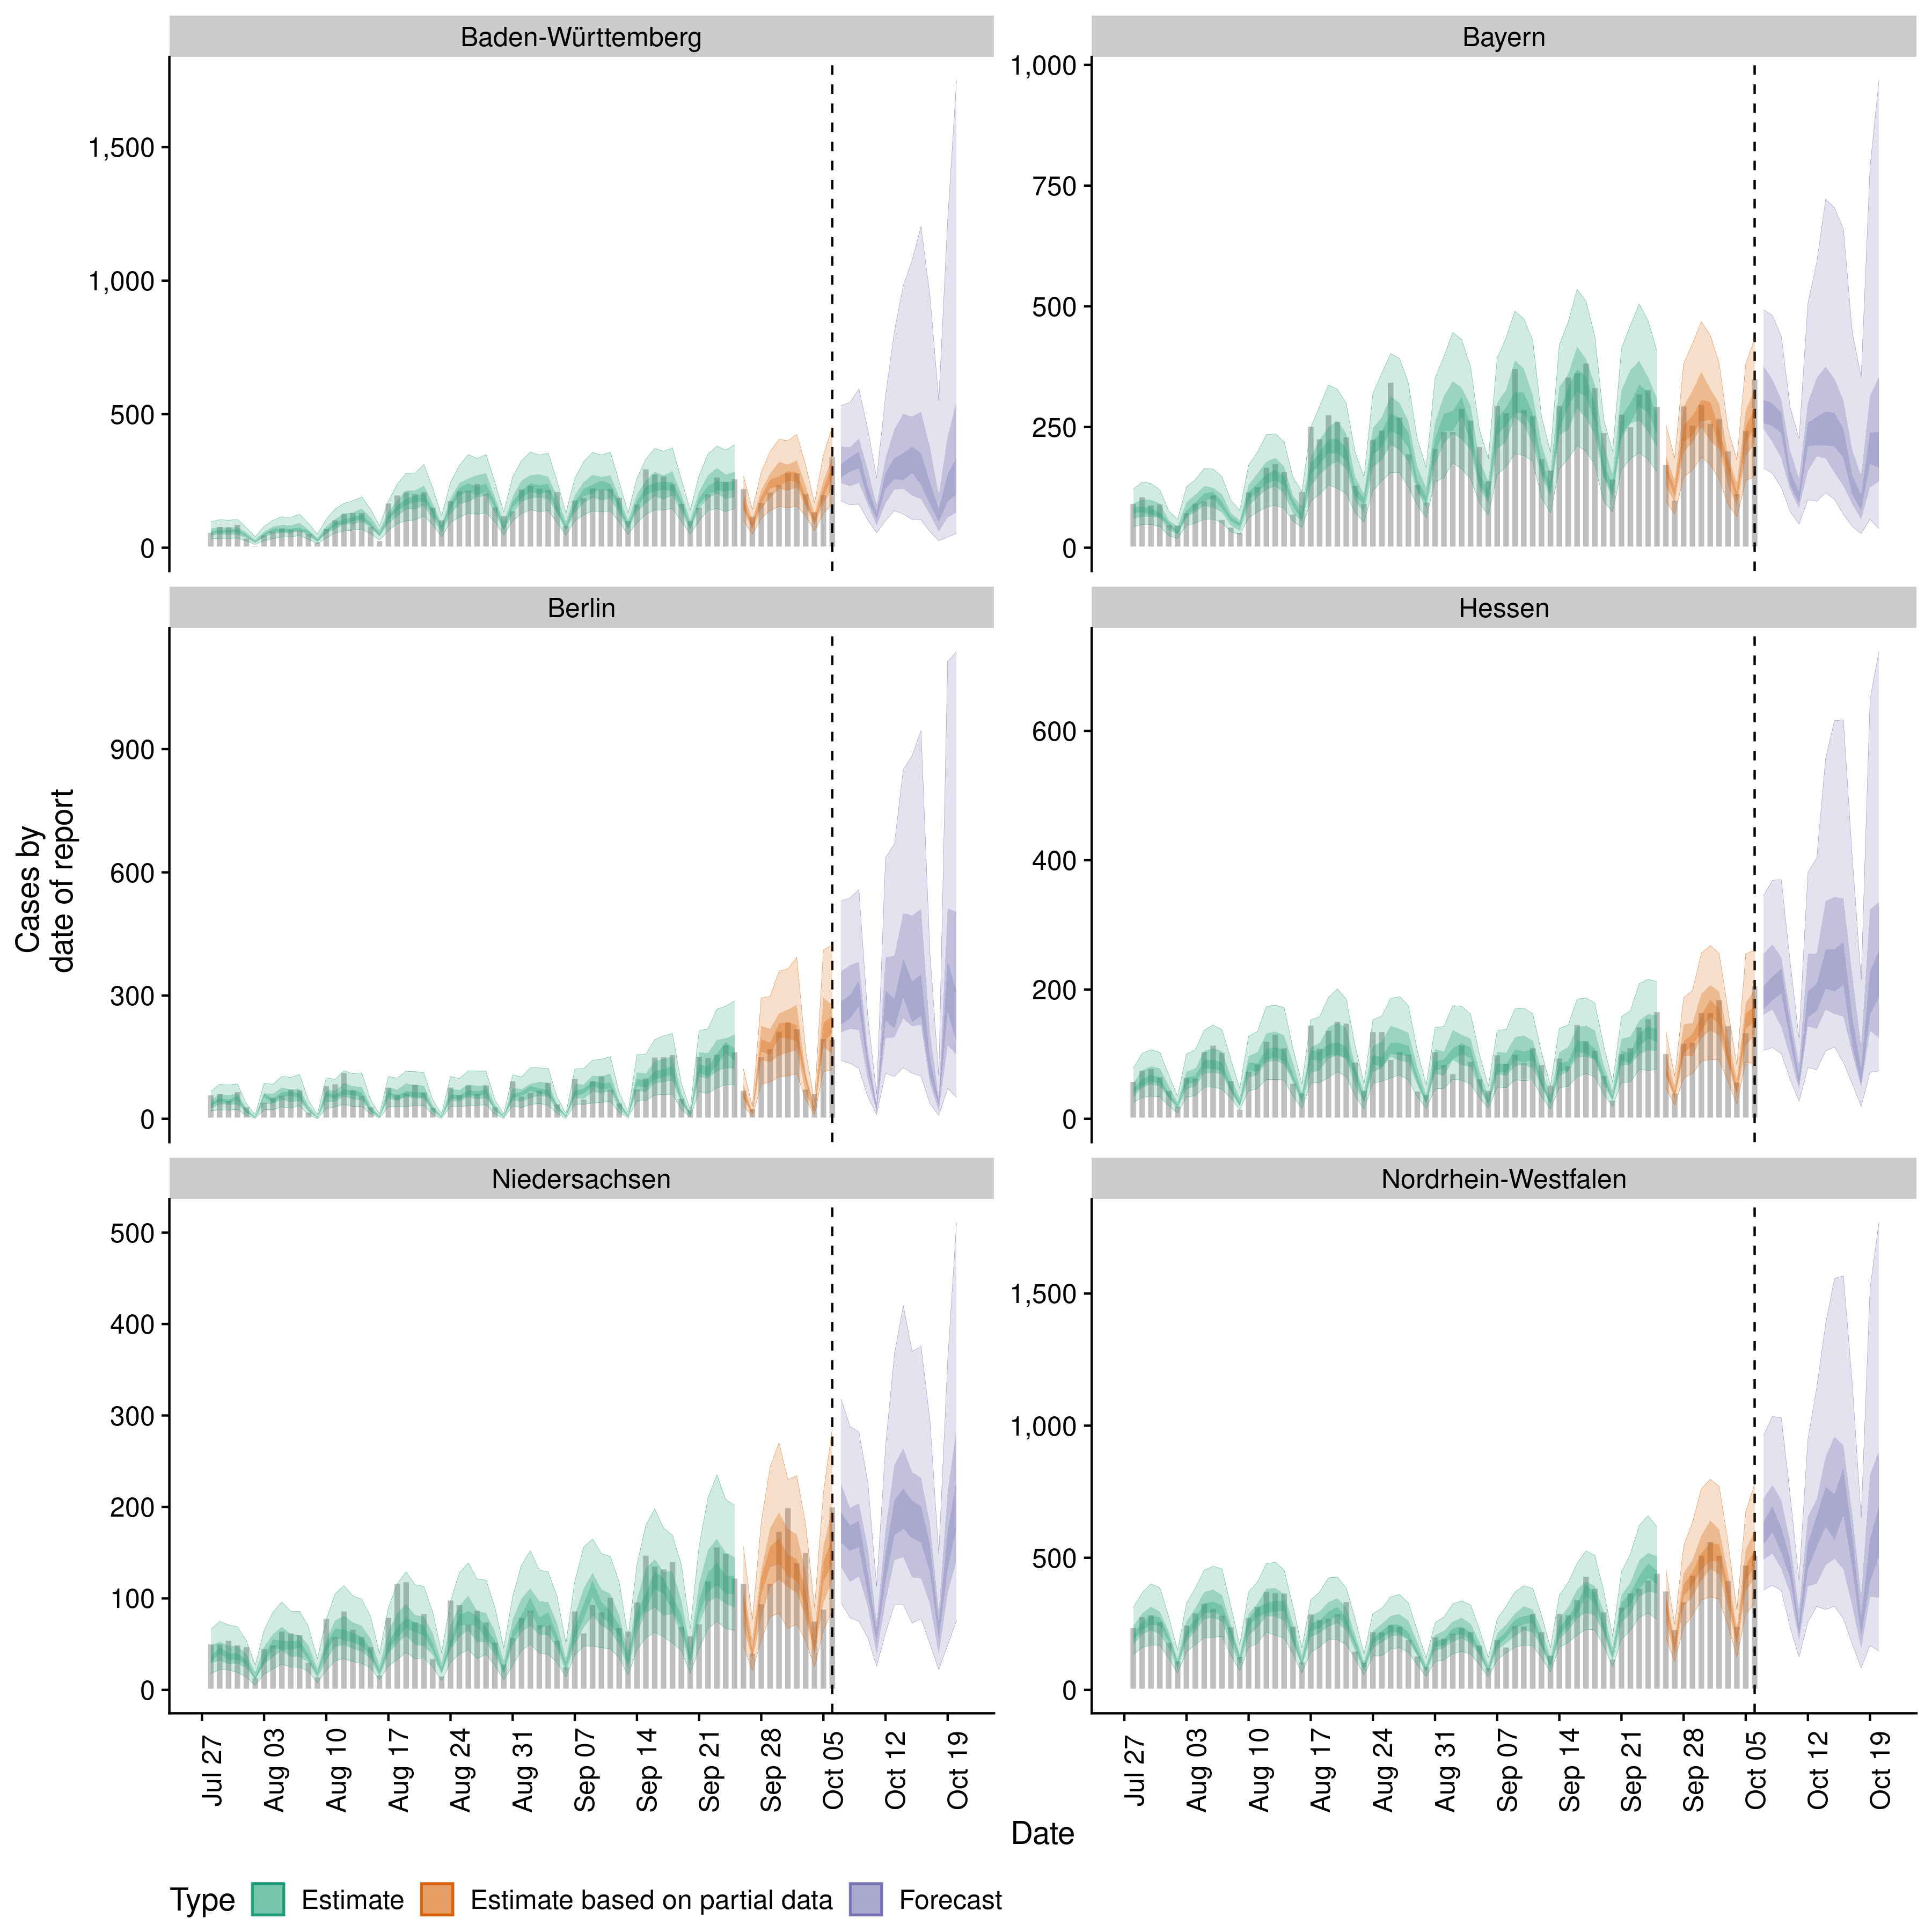 Baden-Württemberg
Bayern
1,500
1,000
500
0
1,000
750
500
250
0
Berlin
Hessen
900
600
300
0
600
400
200
0
Cases by
date of report
Niedersachsen
Nordrhein-Westfalen
500
400
300
200
100
0
1,500
1,000
500
0
Jul 27
Aug 03
Aug 10
Aug 17
Aug 24
Aug 31
Sep 07
Sep 14
Sep 21
Sep 28
Oct 05
Oct 12
Oct 19
Jul 27
Aug 03
Aug 10
Aug 17
Aug 24
Aug 31
Sep 07
Sep 14
Sep 21
Sep 28
Oct 05
Oct 12
Oct 19
Date
Type Estimate Estimate based on partial data Forecast